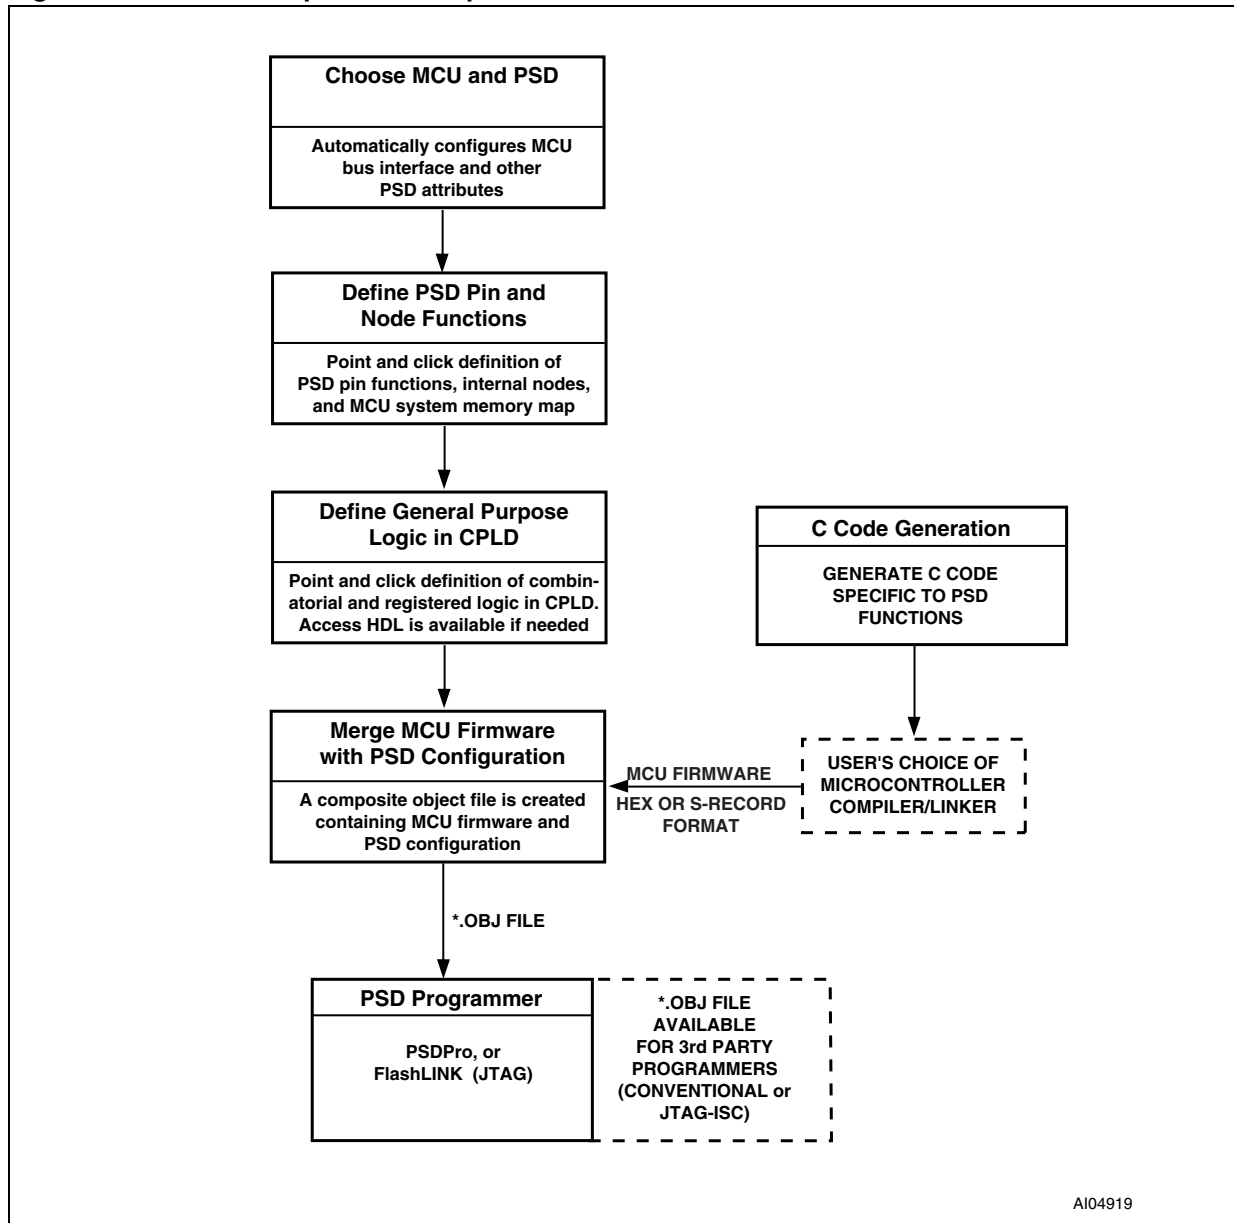 Choose MCU and PSD
Automatically configures MCU
bus interface and other
PSD attributes
Define PSD Pin and
Node Functions
Point and click definition of
PSD pin functions, internal nodes,
and MCU system memory map
Define General Purpose
Logic in CPLD
Point and click definition of combin-
atorial and registered logic in CPLD.
Access HDL is available if needed
C Code Generation
GENERATE C CODE
SPECIFIC TO PSD
FUNCTIONS
Merge MCU Firmware
with PSD Configuration
A composite object file is created
containing MCU firmware and
PSD configuration
MCU FIRMWARE
HEX OR S-RECORD
FORMAT
USER'S CHOICE OF
MICROCONTROLLER
COMPILER/LINKER
*.OBJ FILE
PSD Programmer
PSDPro, or
FlashLINK (JTAG)
*.OBJ FILE
AVAILABLE
FOR 3rd PARTY
PROGRAMMERS
(CONVENTIONAL or
JTAG-ISC)
AI04919